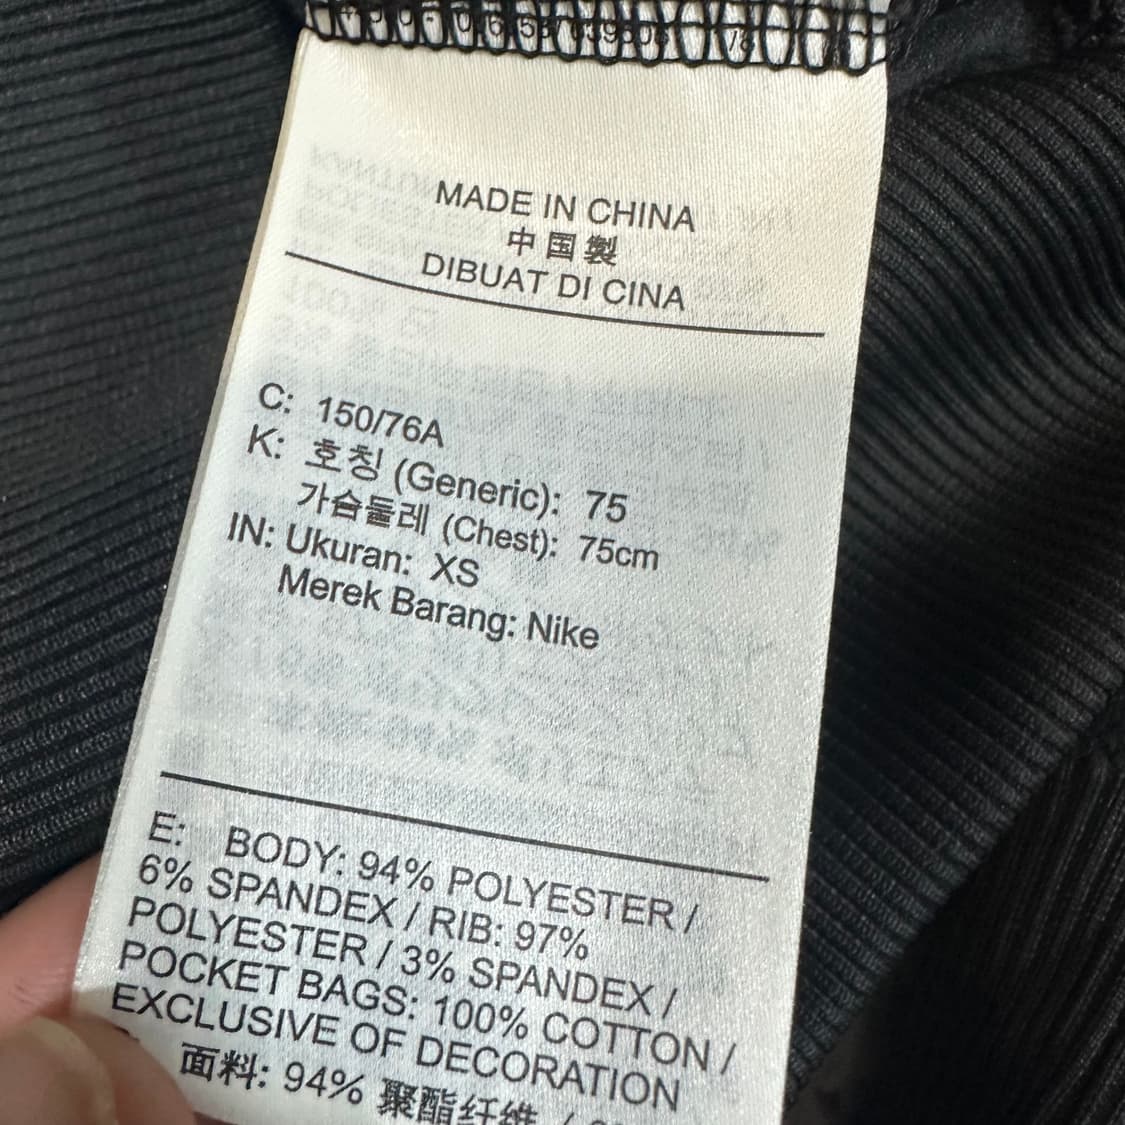 MADE IN CHINA
中国製
DIBUAT DI CINA
C: 150/76A
K: 호칭 (Generic): 75
가슴둘레 (Chest): 75cm
IN: Ukuran: XS
Merek Barang: Nike
E: BODY: 94% POLYESTER /
6% SPANDEX / RIB: 97%
POLYESTER / 3% SPANDEX /
POCKET BAGS: 100% COTTON /
EXCLUSIVE OF DECORATION
面料: 94% 聚酯纤维 /